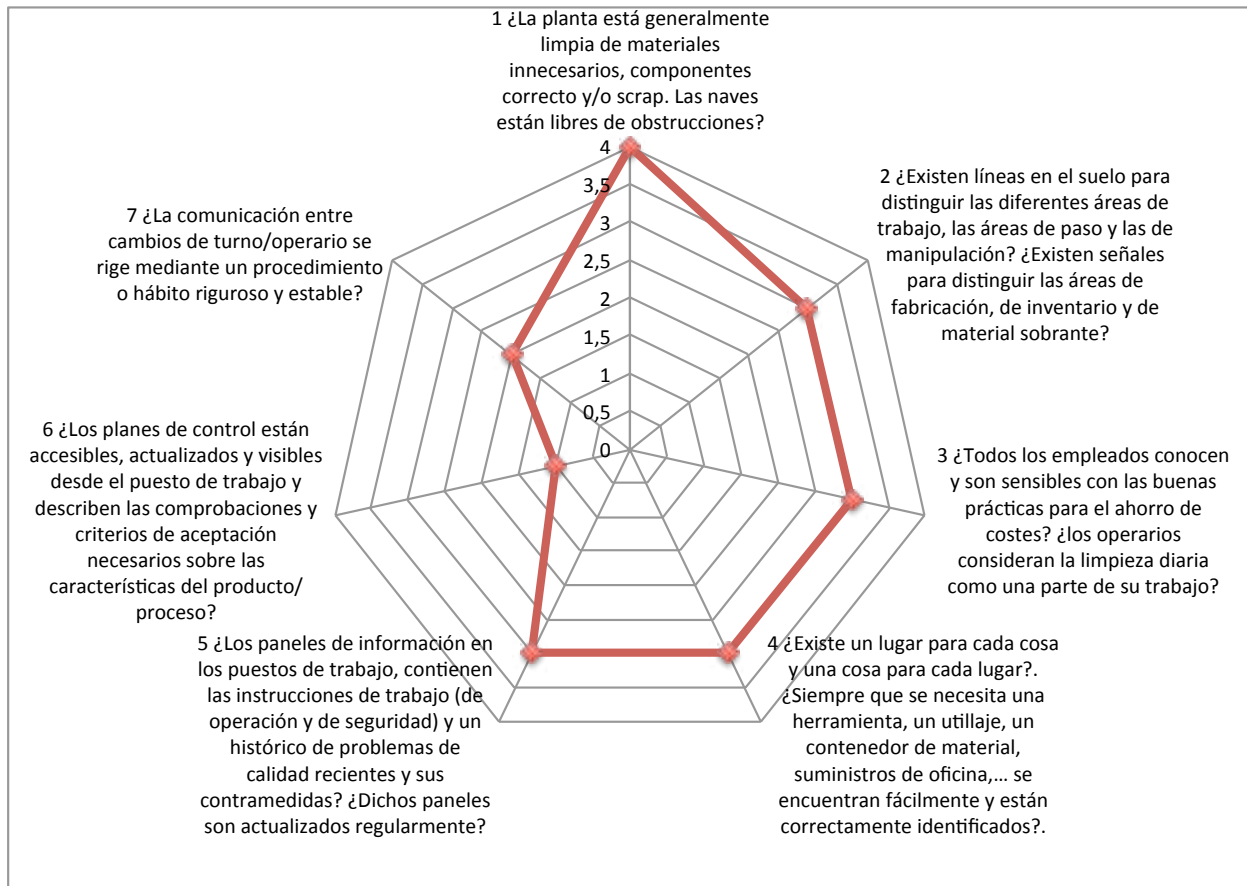 1 ¿La planta está generalmente
limpia de materiales
innecesarios, componentes
correcto y/o scrap. Las naves
están libres de obstrucciones?
4
3,5
3
2,5
2
1,5
1
0,5
0
2 ¿Existen líneas en el suelo para
distinguir las diferentes áreas de
trabajo, las áreas de paso y las de
manipulación? ¿Existen señales
para distinguir las áreas de
fabricación, de inventario y de
material sobrante?
3 ¿Todos los empleados conocen
y son sensibles con las buenas
prácticas para el ahorro de
costes? ¿los operarios
consideran la limpieza diaria
como una parte de su trabajo?
4 ¿Existe un lugar para cada cosa
y una cosa para cada lugar?.
¿Siempre que se necesita una
herramienta, un utillaje, un
contenedor de material,
suministros de oficina,... se
encuentran fácilmente y están
correctamente identificados?.
5 ¿Los paneles de información en
los puestos de trabajo, contienen
las instrucciones de trabajo (de
operación y de seguridad) y un
histórico de problemas de
calidad recientes y sus
contramedidas? ¿Dichos paneles
son actualizados regularmente?
6 ¿Los planes de control están
accesibles, actualizados y visibles
desde el puesto de trabajo y
describen las comprobaciones y
criterios de aceptación
necesarios sobre las
características del producto/
proceso?
7 ¿La comunicación entre
cambios de turno/operario se
rige mediante un procedimiento
o hábito riguroso y estable?